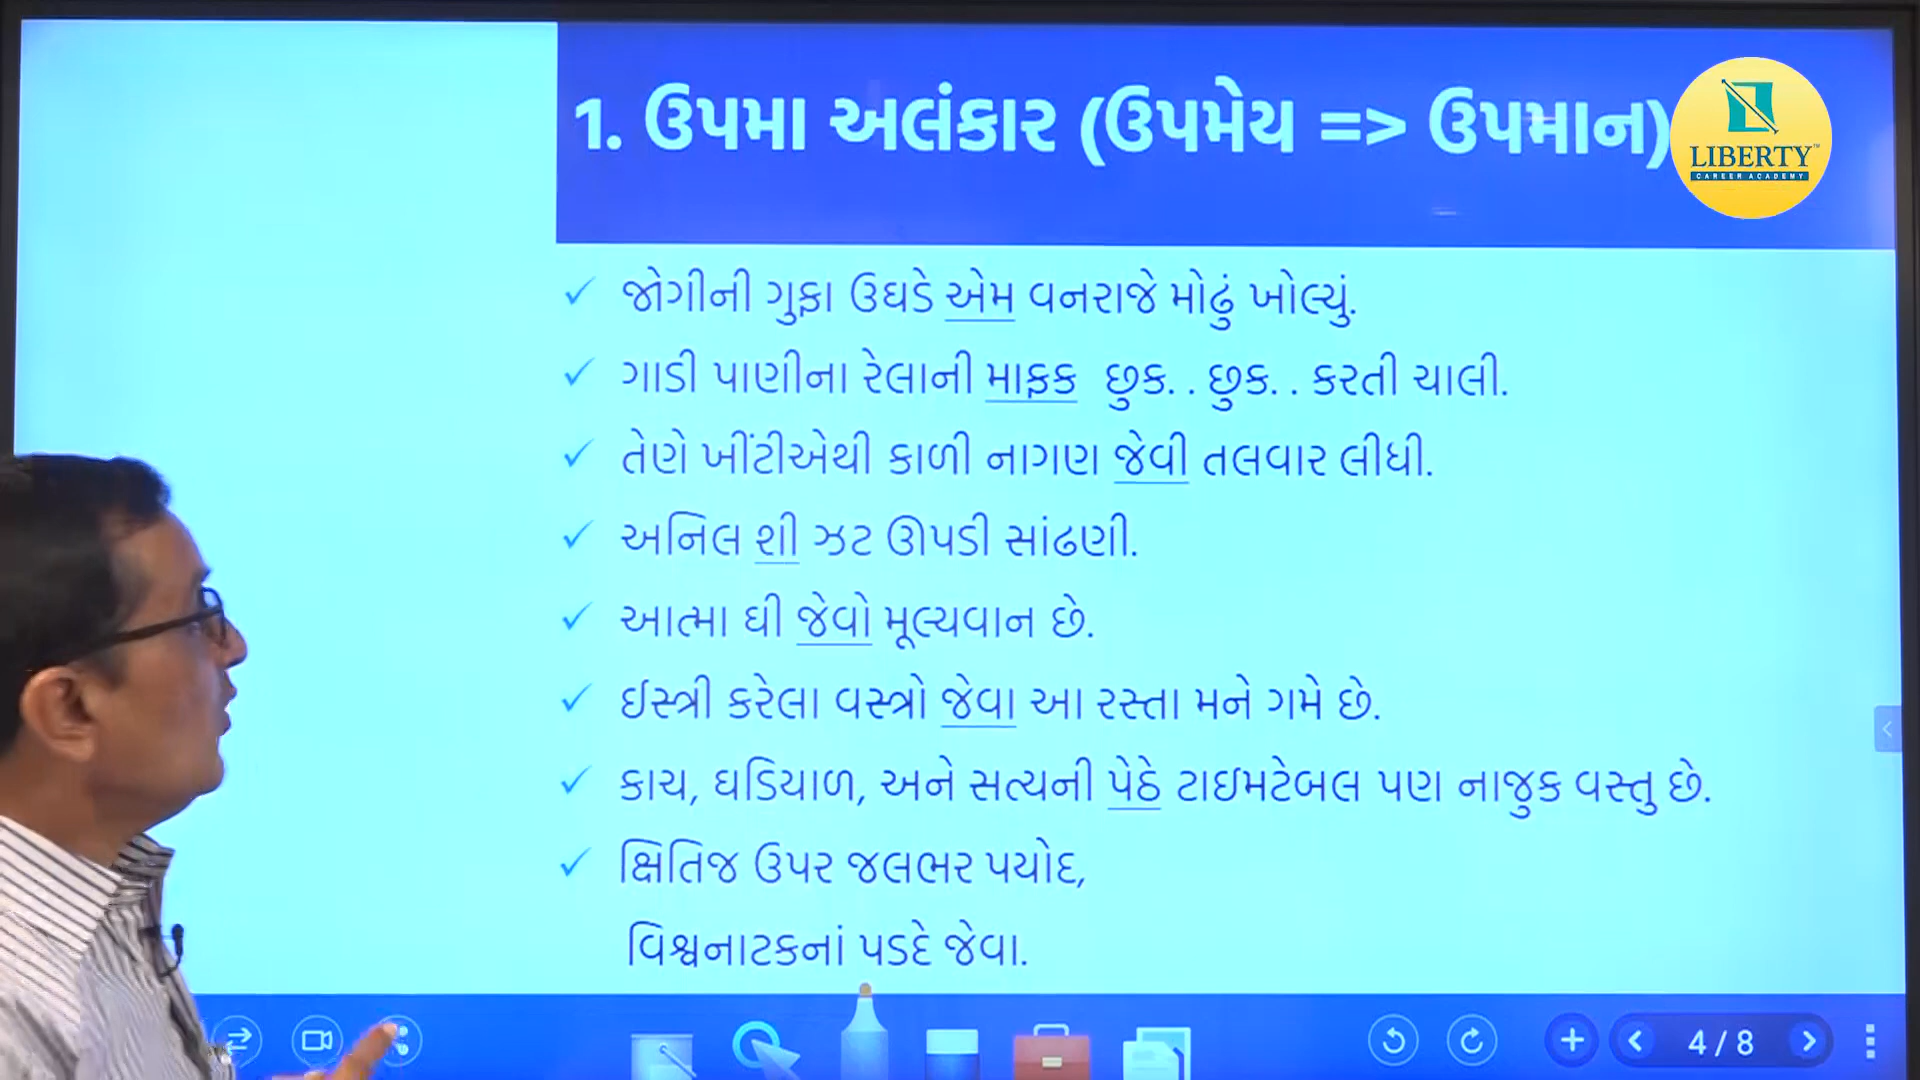 1. ઉપમા અલંકાર (ઉપમેય => ઉપમાન)
LIBERTY™
CAREER ACADEMY
✓ જોગીની ગુફા ઉઘડે એમ વનરાજે મોઢું ખોલ્યું.
✓ ગાડી પાણીના રેલાની માફક છુક. . છુક. . કરતી ચાલી.
✓ તેણે ખીંટીએથી કાળી નાગણ જેવી તલવાર લીધી.
✓ અનિલ શી ઝટ ઊપડી સાંઢણી.
✓ આત્મા ઘી જેવો મૂલ્યવાન છે.
✓ ઈસ્ત્રી કરેલા વસ્ત્રો જેવા આ રસ્તા મને ગમે છે.
✓ કાચ, ઘડિયાળ, અને સત્યની પેઠે ટાઇમટેબલ પણ નાજુક વસ્તુ છે.
✓ ક્ષિતિજ ઉપર જલભર પયોદ,
વિશ્વનાટકનાં પડદે જેવા.
4 / 8